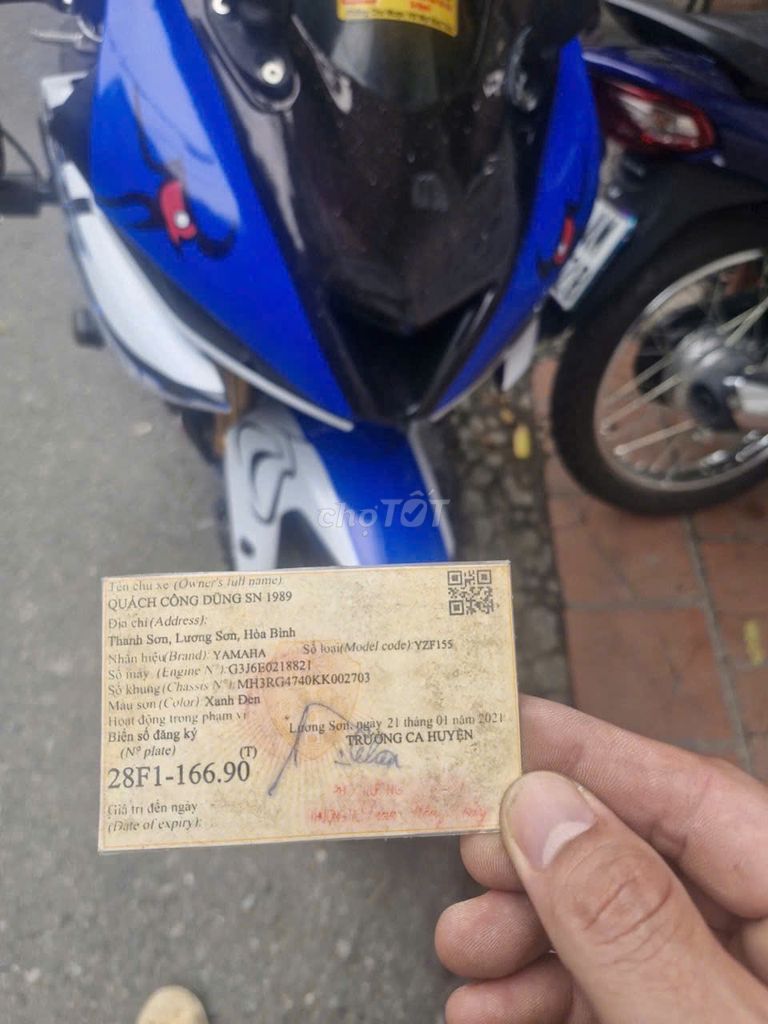 chợTỐT
Tên chủ xe (Owner's full name):
QUÁCH CÔNG DŨNG SN 1989
Địa chỉ (Address):
Thanh Sơn, Lương Sơn, Hòa Bình
Nhãn hiệu (Brand): YAMAHA Số loại (Model code): YZF155
Số máy (Engine Nº): G3J6E0218821
Số khung (Chassis Nº): MH3RG4740KK002703
Màu sơn (Color) Xanh Đen
Hoạt động trong phạm vi
Lương Sơn, ngày 21 tháng 01 năm 2021
Biển số đăng ký
TRƯỞNG CA HUYỆN
(Nº plate) (T)
28F1-166.90
Giá trị đến ngày
(Date of expiry):